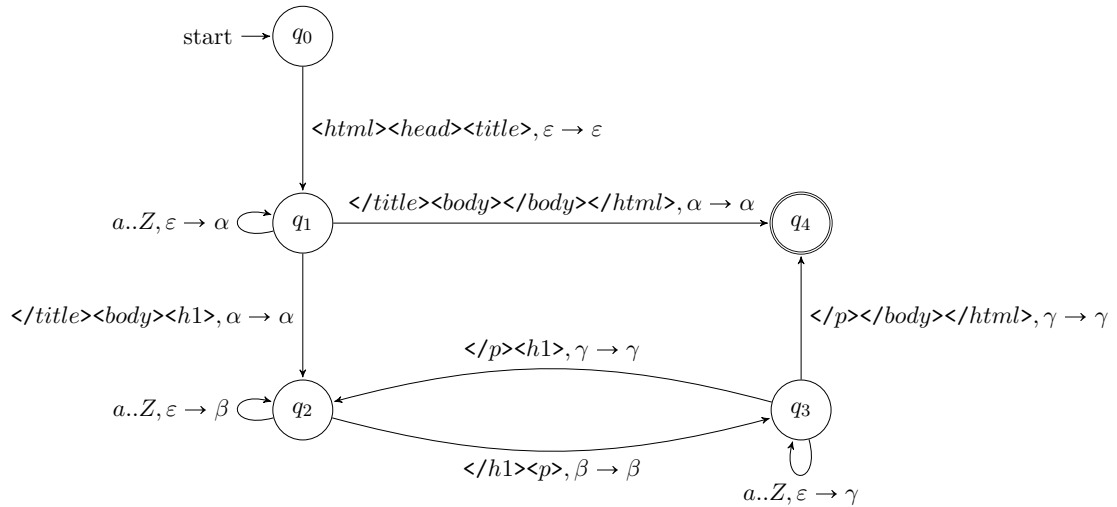 start q₀
<html><head><title>, ε → ε
a..Z, ε → α q₁
</title><body></body></html>, α → α
q₄
</title><body><h1>, α → α
</p></body></html>, γ → γ
</p><h1>, γ → γ
a..Z, ε → β q₂
q₃
</h1><p>, β → β
a..Z, ε → γ